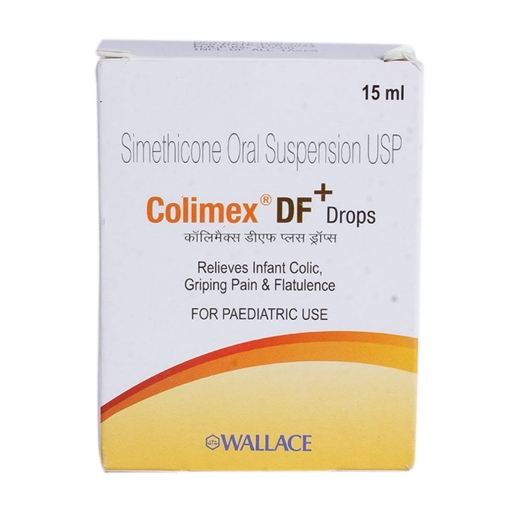 15 ml
Simethicone Oral Suspension USP
Colimex® DF+ Drops
कॉलिमैक्स डीएफ प्लस ड्रॉप्स
Relieves Infant Colic,
Griping Pain & Flatulence
FOR PAEDIATRIC USE
WALLACE